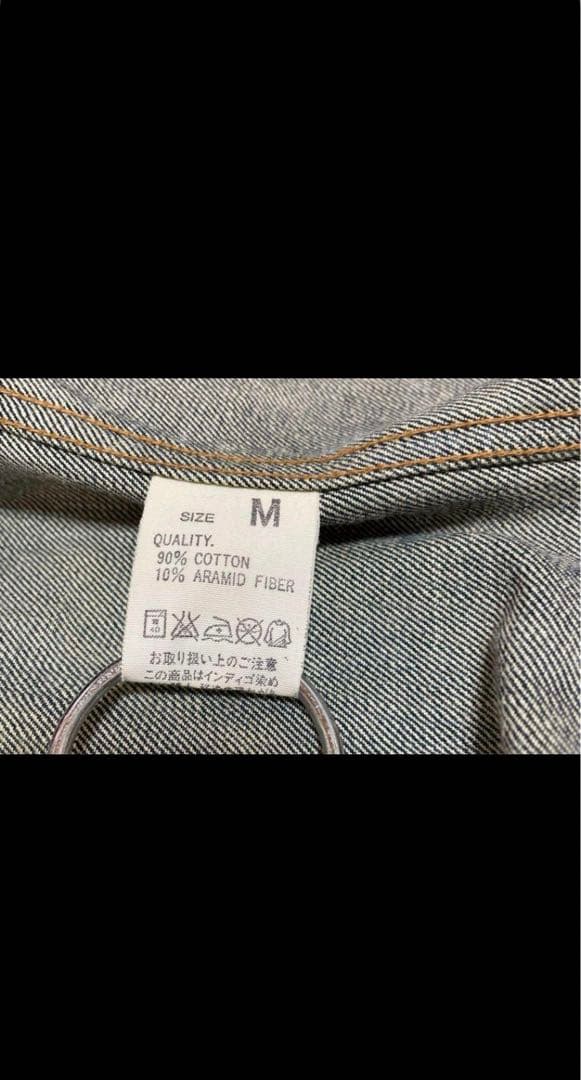 SIZE M
QUALITY.
90% COTTON
10% ARAMID FIBER
40
お取り扱い上のご注意
この商品はインディゴ染め